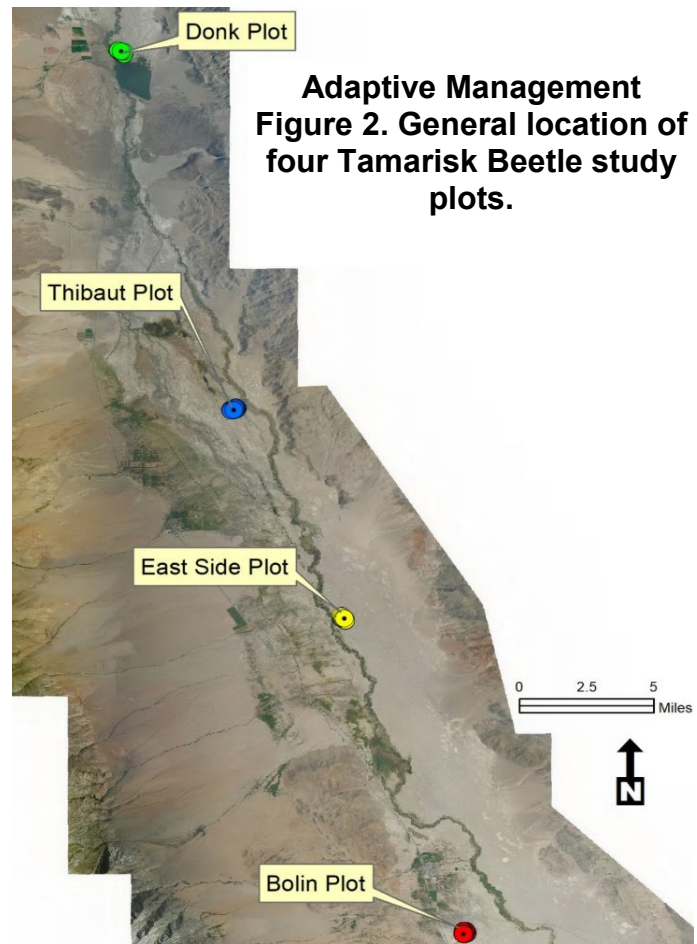 Donk Plot
Adaptive Management
Figure 2. General location of
four Tamarisk Beetle study
plots.
Thibaut Plot
East Side Plot
0 2.5 5
Miles
N
Bolin Plot